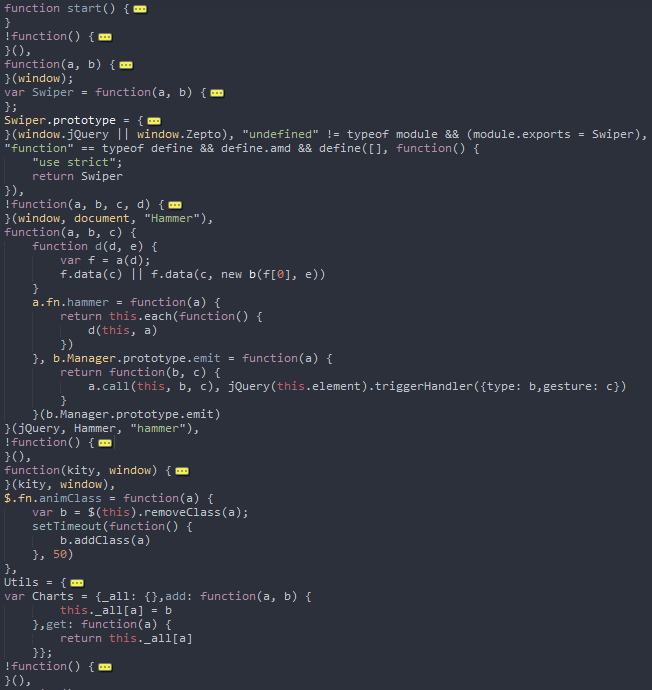 function start() {
}
!function() {
}(),
function(a, b) {
}(window);
var Swiper = function(a, b) {
};
Swiper.prototype = {
}(window.jQuery || window.Zepto), "undefined" != typeof module && (module.exports = Swiper),
"function" == typeof define && define.amd && define([], function() {
    "use strict";
    return Swiper
}),
!function(a, b, c, d) {
}(window, document, "Hammer"),
function(a, b, c) {
    function d(d, e) {
        var f = a(d);
        f.data(c) || f.data(c, new b(f[0], e))
    }
    a.fn.hammer = function(a) {
        return this.each(function() {
            d(this, a)
        })
    }, b.Manager.prototype.emit = function(a) {
        return function(b, c) {
            a.call(this, b, c), jQuery(this.element).triggerHandler({type: b,gesture: c})
        }
    }(b.Manager.prototype.emit)
}(jQuery, Hammer, "hammer"),
!function() {
}(),
function(kity, window) {
}(kity, window),
$.fn.animClass = function(a) {
    var b = $(this).removeClass(a);
    setTimeout(function() {
        b.addClass(a)
    }, 50)
},
Utils = {
var Charts = {_all: {},add: function(a, b) {
        this._all[a] = b
    },get: function(a) {
        return this._all[a]
    }};
!function() {
}(),